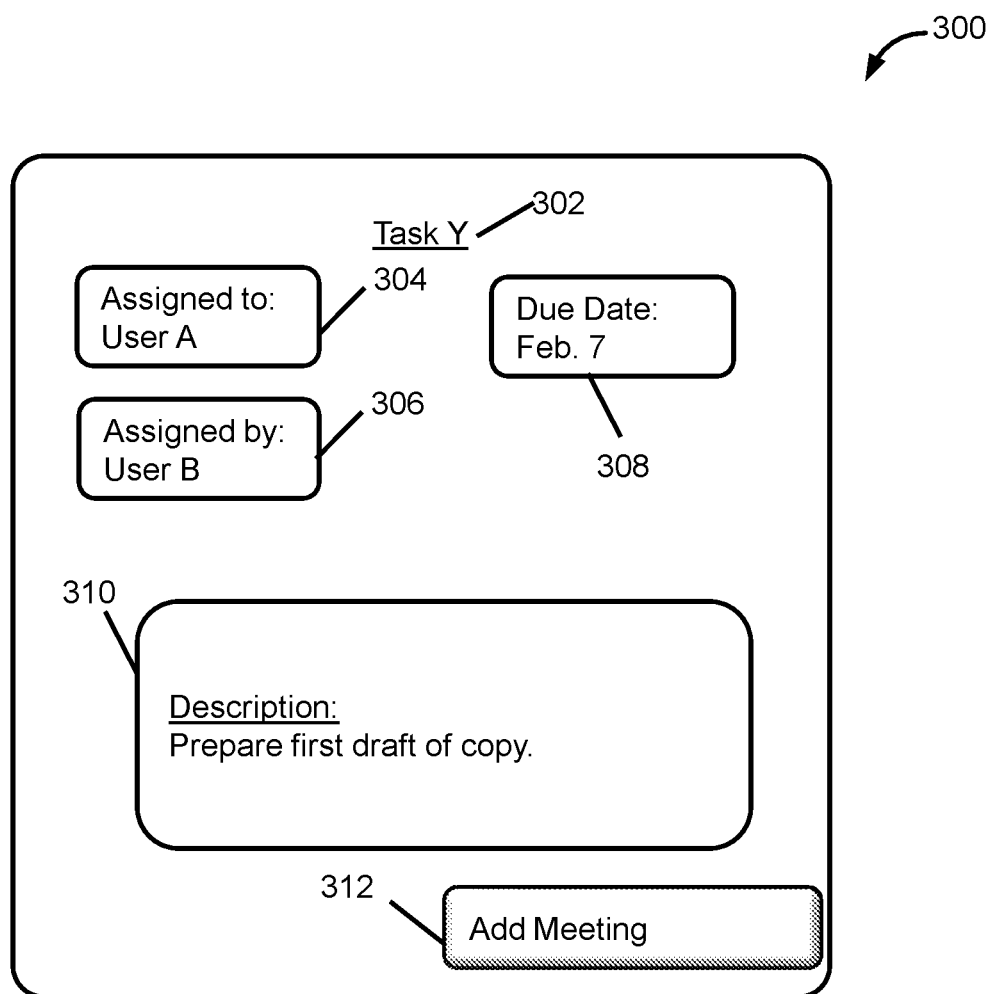 300
302
Task Y
304
Assigned to:
User A
Due Date:
Feb. 7
306
Assigned by:
User B
308
310
Description:
Prepare first draft of copy.
312
Add Meeting